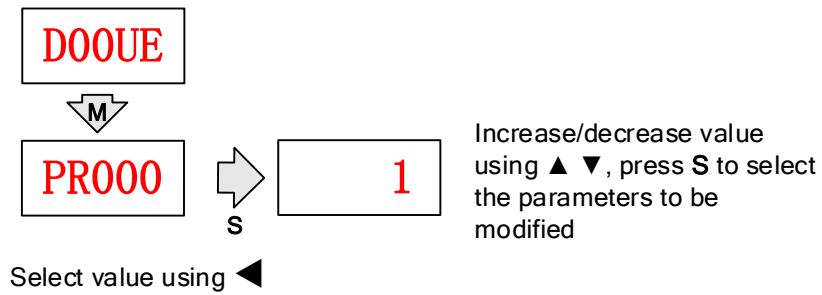 D00UE
M
PR000
S
1
Increase/decrease value
using ▲ ▼, press S to select
the parameters to be
modified
Select value using ◀